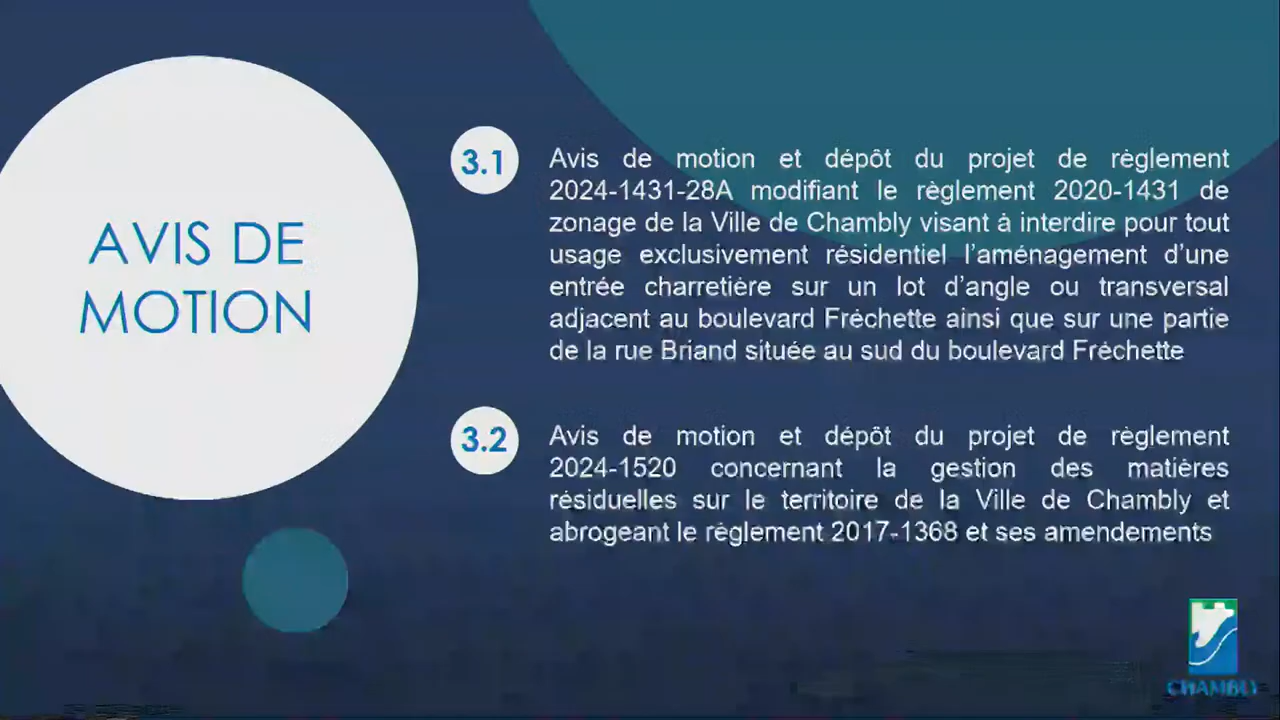 AVIS DE
MOTION
3.1
Avis de motion et dépôt du projet de règlement
2024-1431-28A modifiant le règlement 2020-1431 de
zonage de la Ville de Chambly visant à interdire pour tout
usage exclusivement résidentiel l'aménagement d'une
entrée charretière sur un lot d'angle ou transversal
adjacent au boulevard Fréchette ainsi que sur une partie
de la rue Briand située au sud du boulevard Fréchette
3.2
Avis de motion et dépôt du projet de règlement
2024-1520 concernant la gestion des matières
résiduelles sur le territoire de la Ville de Chambly et
abrogeant le règlement 2017-1368 et ses amendements
CHAMBLY